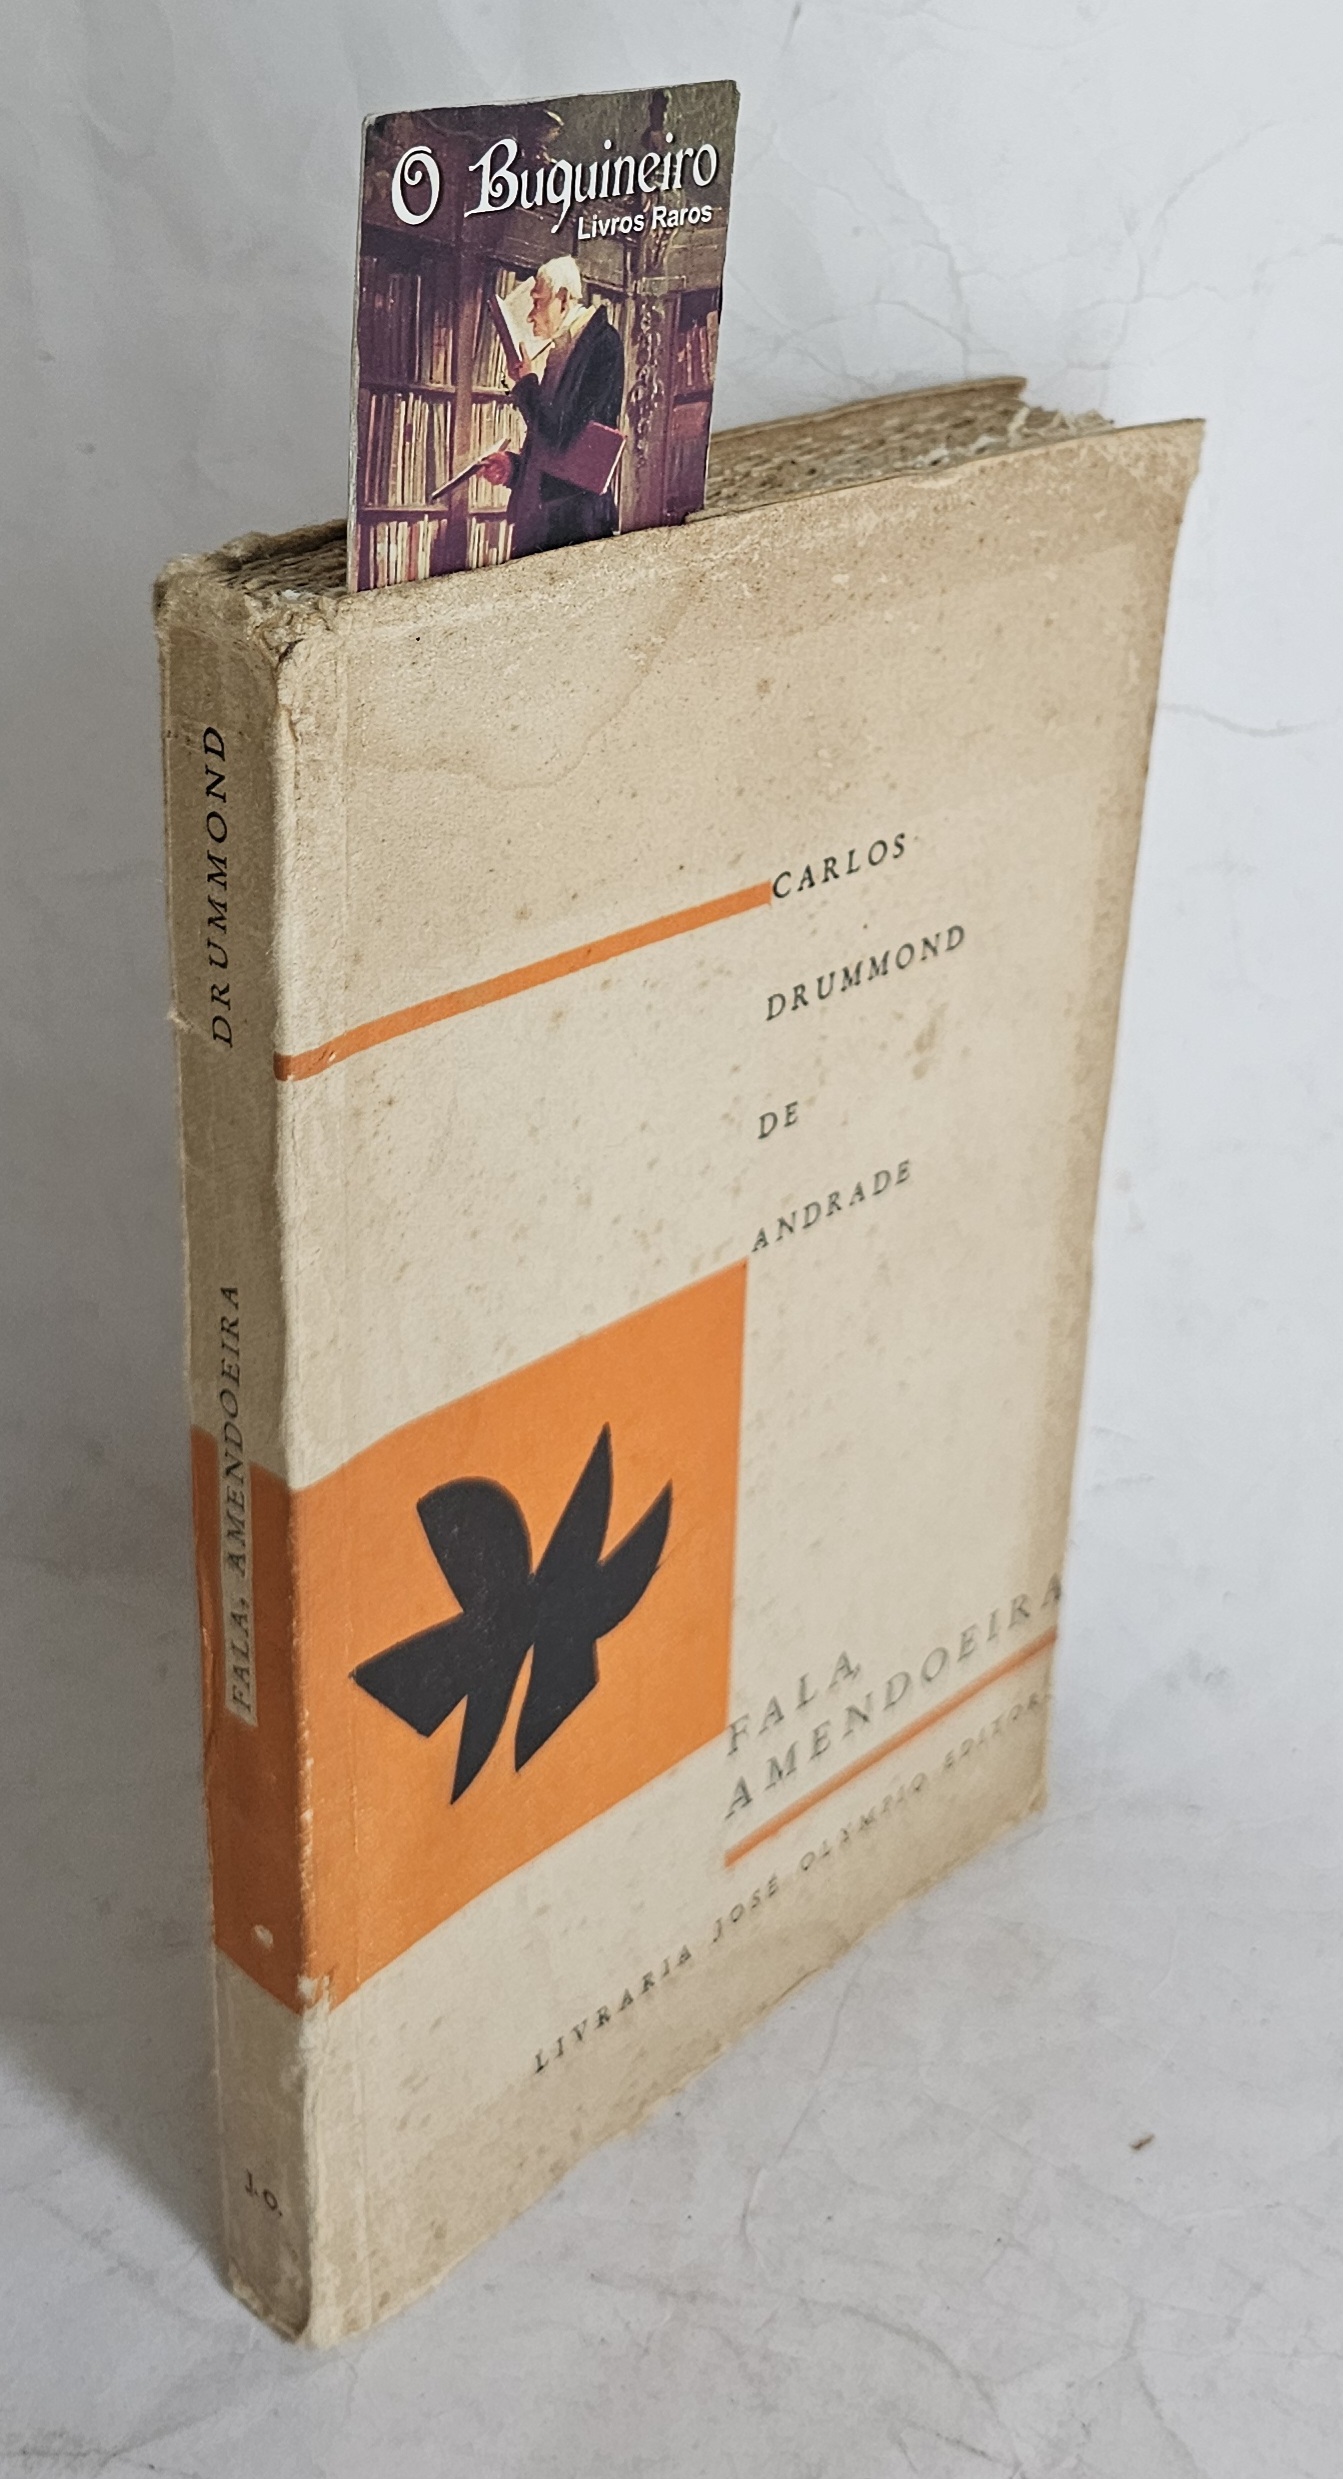 O Buquineiro
Livros Raros
DRUMMOND
FALA, AMENDOEIRA
J.O.
CARLOS
DRUMMOND
DE
ANDRADE
FALA,
AMENDOEIRA
LIVRARIA JOSÉ OLYMPIO EDITORA